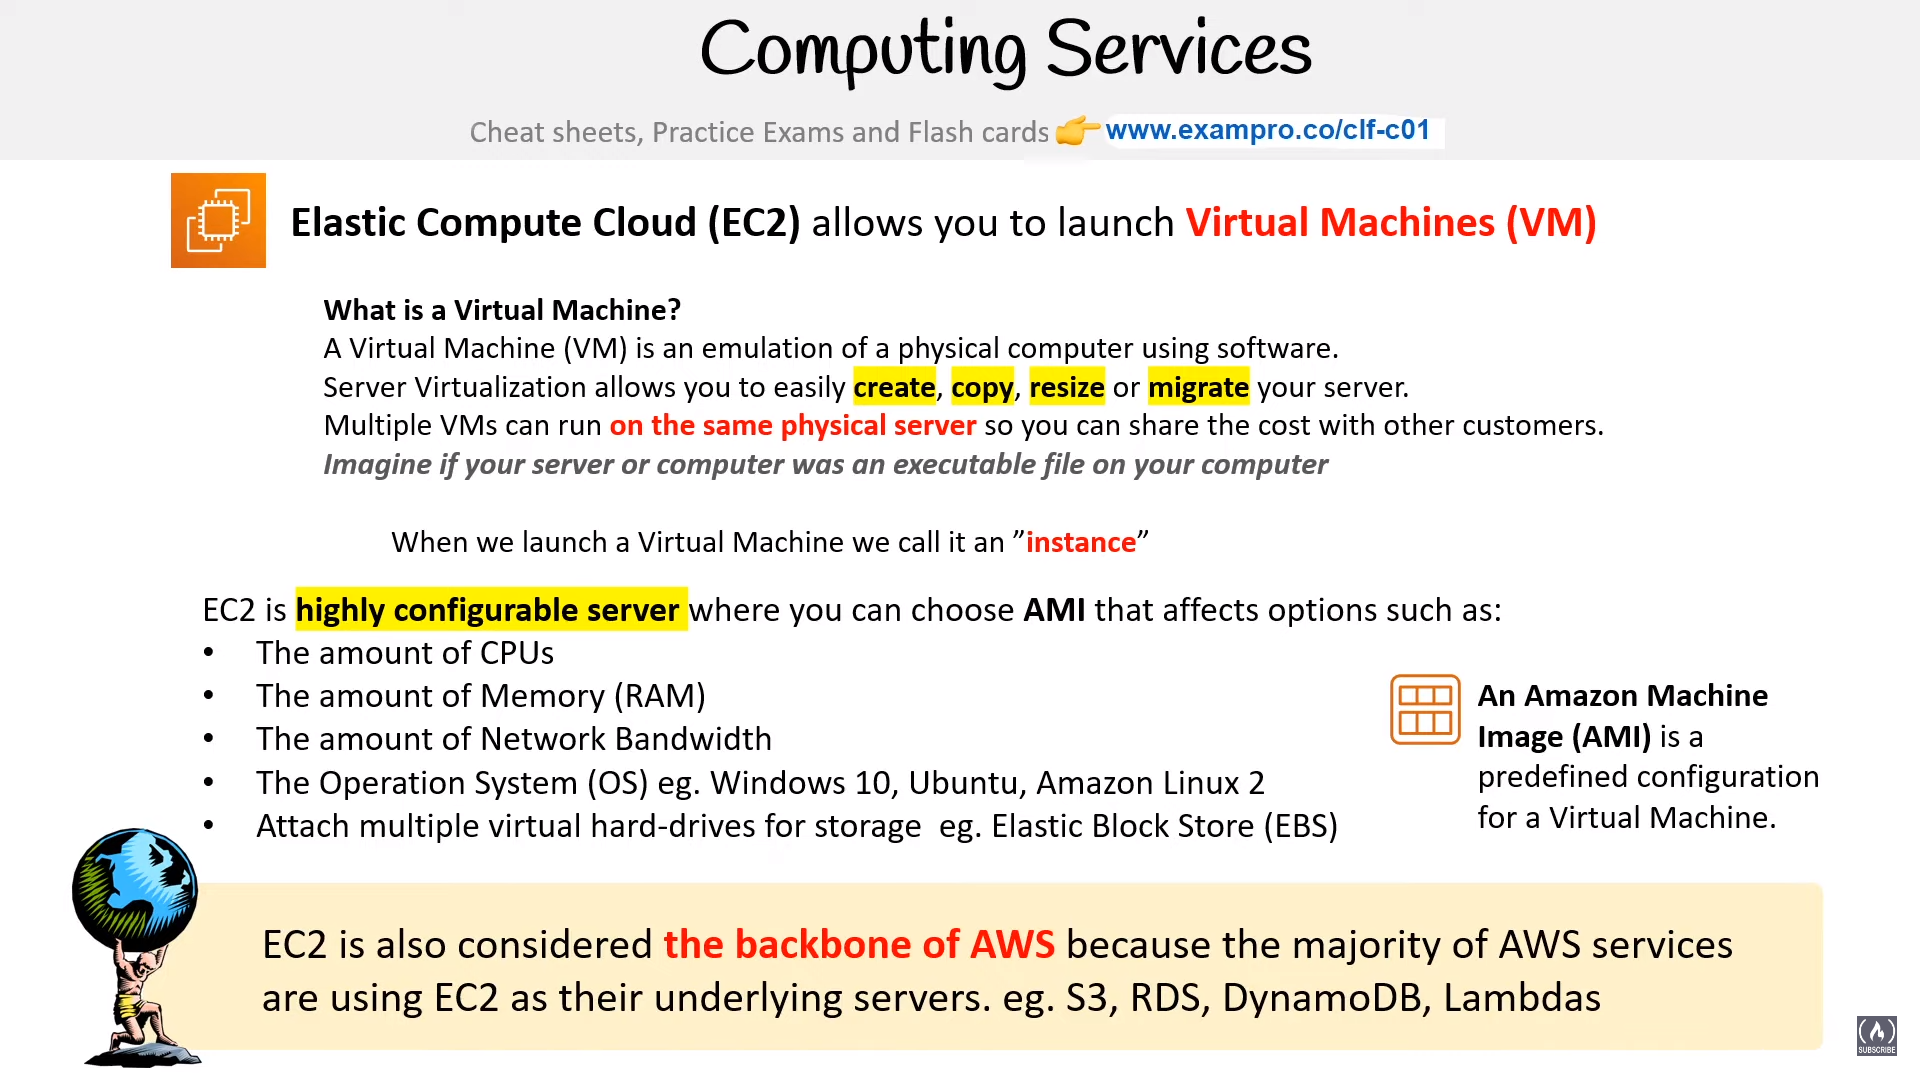 Computing Services
Cheat sheets, Practice Exams and Flash cards 👉 www.exampro.co/clf-c01
Elastic Compute Cloud (EC2) allows you to launch Virtual Machines (VM)
What is a Virtual Machine?
A Virtual Machine (VM) is an emulation of a physical computer using software.
Server Virtualization allows you to easily create, copy, resize or migrate your server.
Multiple VMs can run on the same physical server so you can share the cost with other customers.
Imagine if your server or computer was an executable file on your computer
When we launch a Virtual Machine we call it an ”instance”
EC2 is highly configurable server where you can choose AMI that affects options such as:
• The amount of CPUs
• The amount of Memory (RAM)
• The amount of Network Bandwidth
• The Operation System (OS) eg. Windows 10, Ubuntu, Amazon Linux 2
• Attach multiple virtual hard-drives for storage eg. Elastic Block Store (EBS)
An Amazon Machine
Image (AMI) is a
predefined configuration
for a Virtual Machine.
EC2 is also considered the backbone of AWS because the majority of AWS services
are using EC2 as their underlying servers. eg. S3, RDS, DynamoDB, Lambdas
SUBSCRIBE